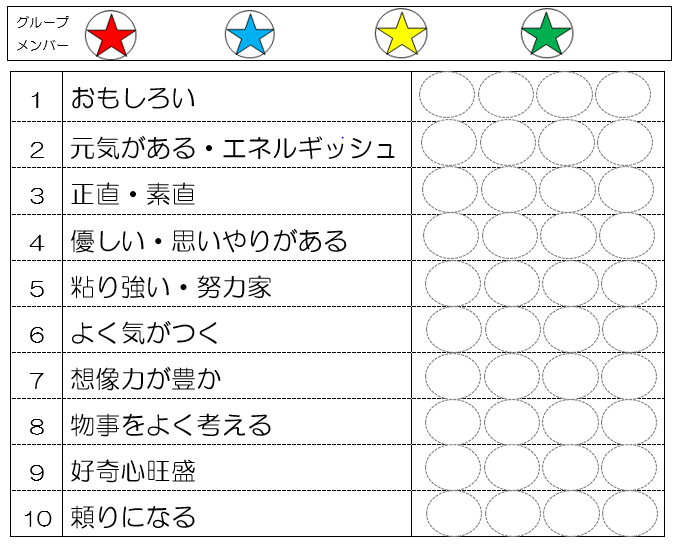 グループ
メンバー
1 おもしろい
2 元気がある・エネルギッシュ
3 正直・素直
4 優しい・思いやりがある
5 粘り強い・努力家
6 よく気がつく
7 想像力が豊か
8 物事をよく考える
9 好奇心旺盛
10 頼りになる